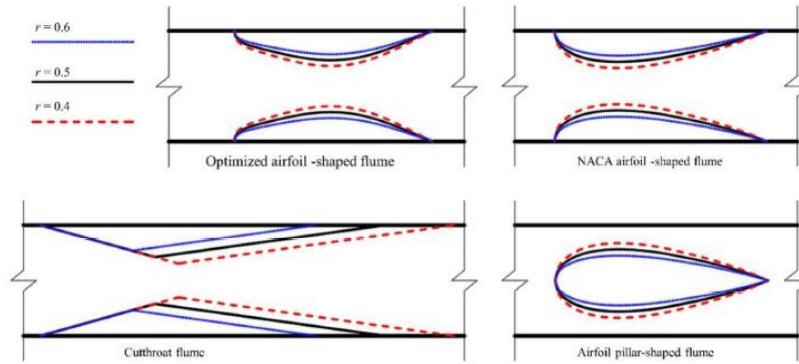 r = 0.6
r = 0.5
r = 0.4
Optimized airfoil -shaped flume
NACA airfoil -shaped flume
Cutthroat flume
Airfoil pillar-shaped flume